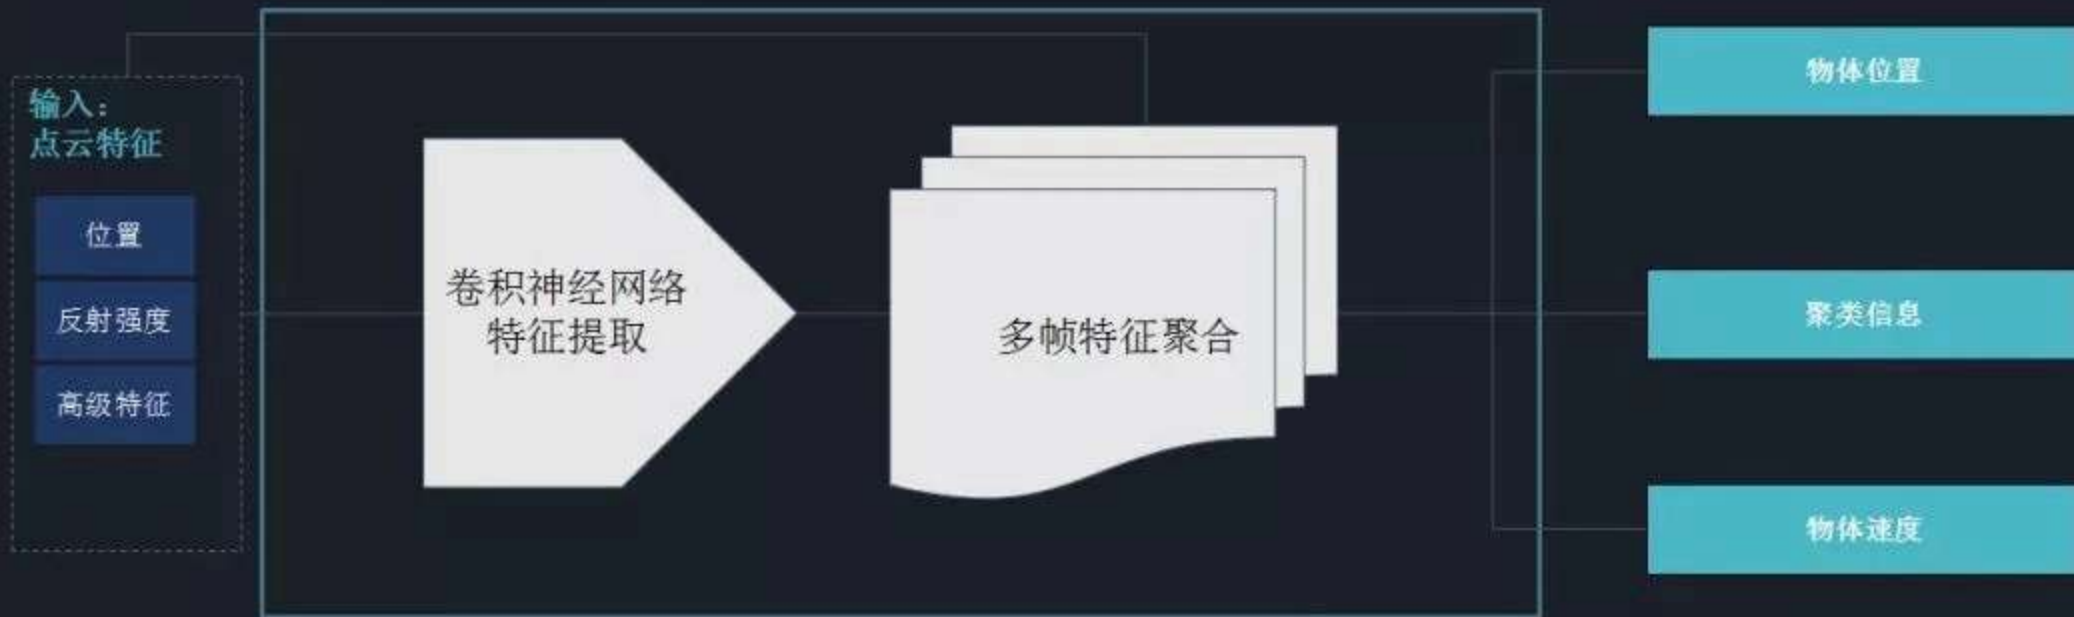 输入：
点云特征
位置
反射强度
高级特征
卷积神经网络
特征提取
多帧特征聚合
物体位置
聚类信息
物体速度